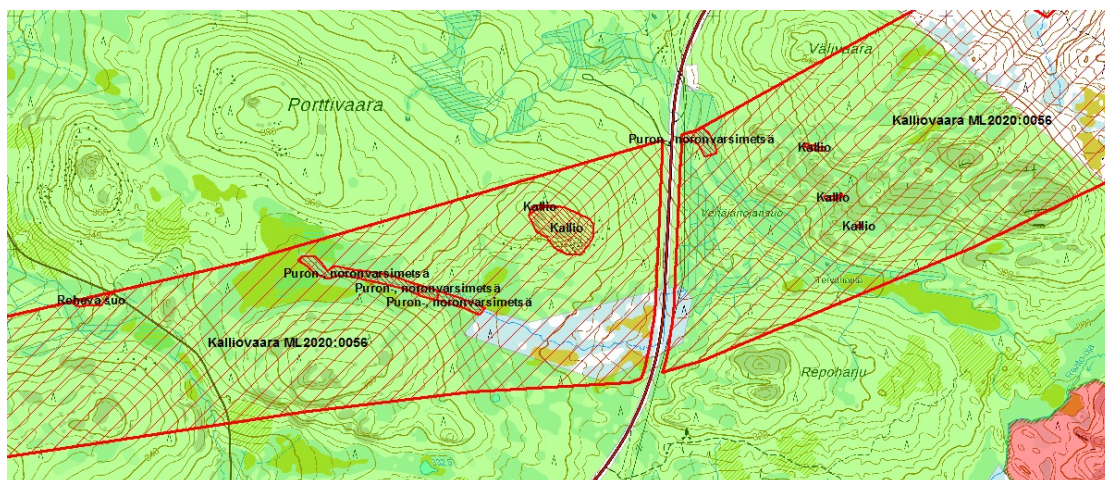 Välivaara
Porttivaara
Kalliovaara ML2020:0056
Puron-, noronvarsimetsä
Kallio
Kallio
Kallio
Kallio
Kallio
Puron-, noronvarsimetsä
Puron-, noronvarsimetsä
Puron-, noronvarsimetsä
Rehevä suo
Kalliovaara ML2020:0056
Repoharju